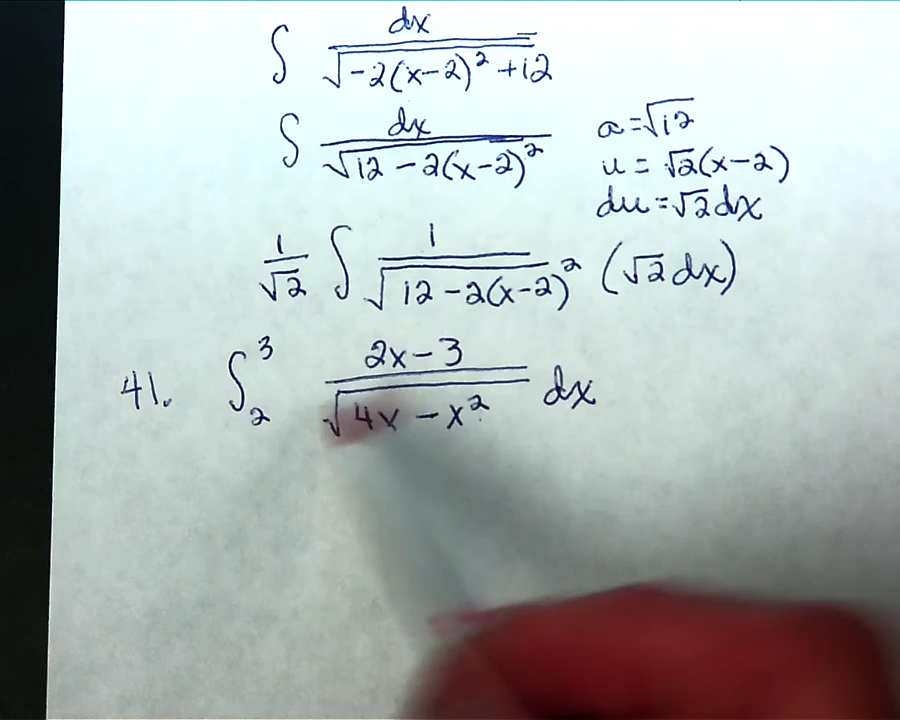 ∫ dx / √(-2(x-2)² + 12)
∫ dx / √(12 - 2(x-2)²)
a = √12
u = √2(x-2)
du = √2 dx
1/√2 ∫ 1 / √(12 - 2(x-2)²) (√2 dx)
41. ∫₂³ (2x-3) / √(4x - x²) dx